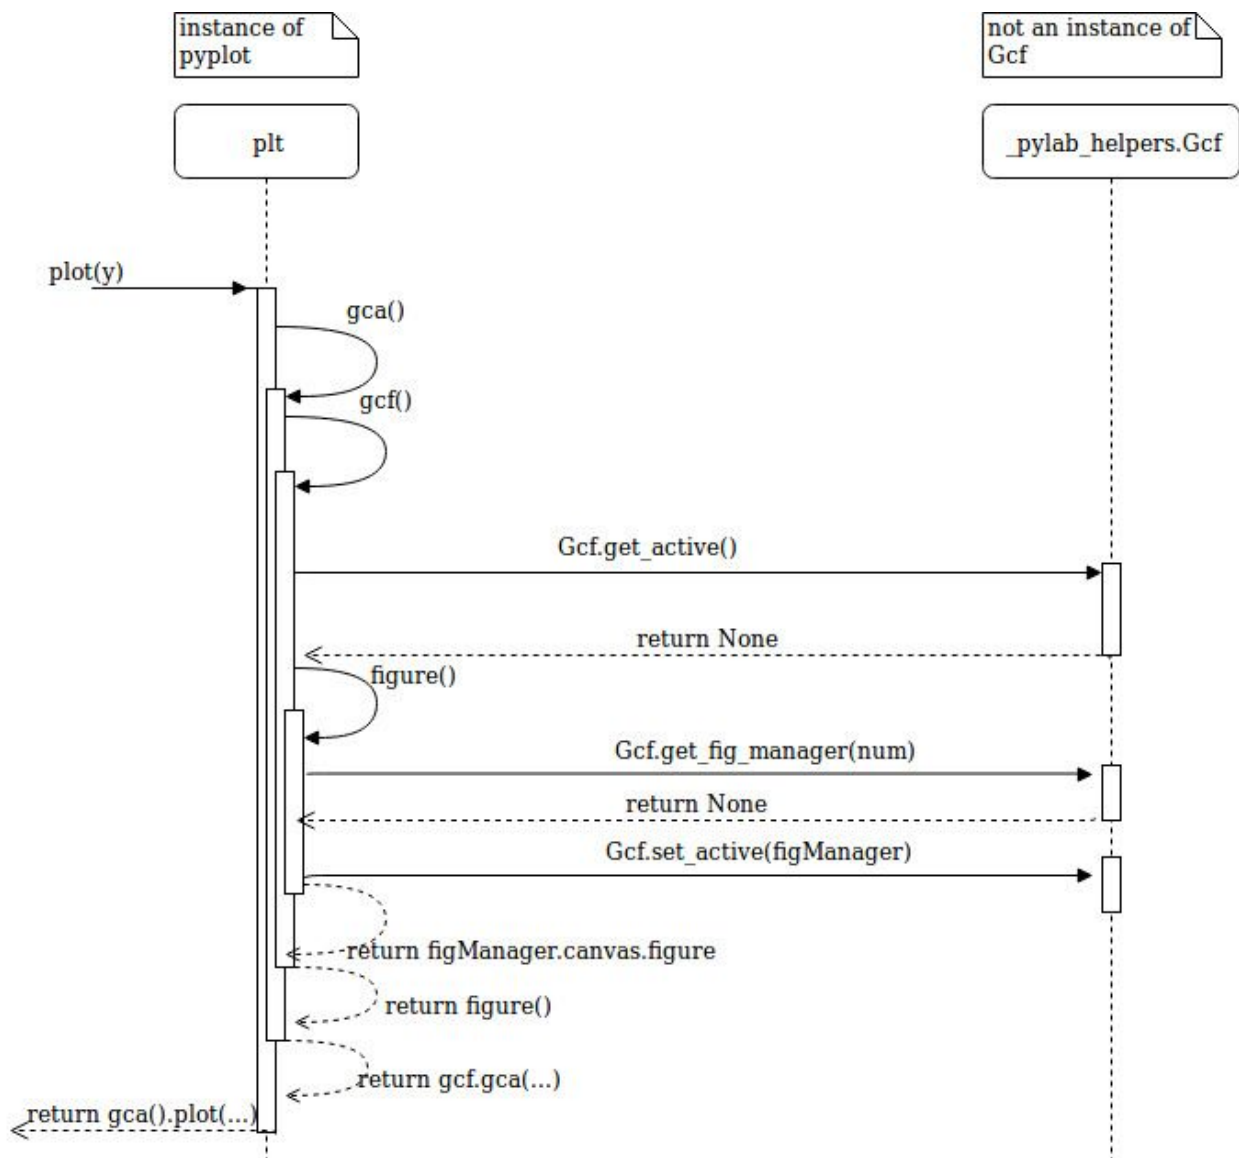 instance of
pyplot
not an instance of
Gcf
plt
_pylab_helpers.Gcf
plot(y)
gca()
gcf()
Gcf.get_active()
return None
figure()
Gcf.get_fig_manager(num)
return None
Gcf.set_active(figManager)
return figManager.canvas.figure
return figure()
return gcf.gca(...)
return gca().plot(...)